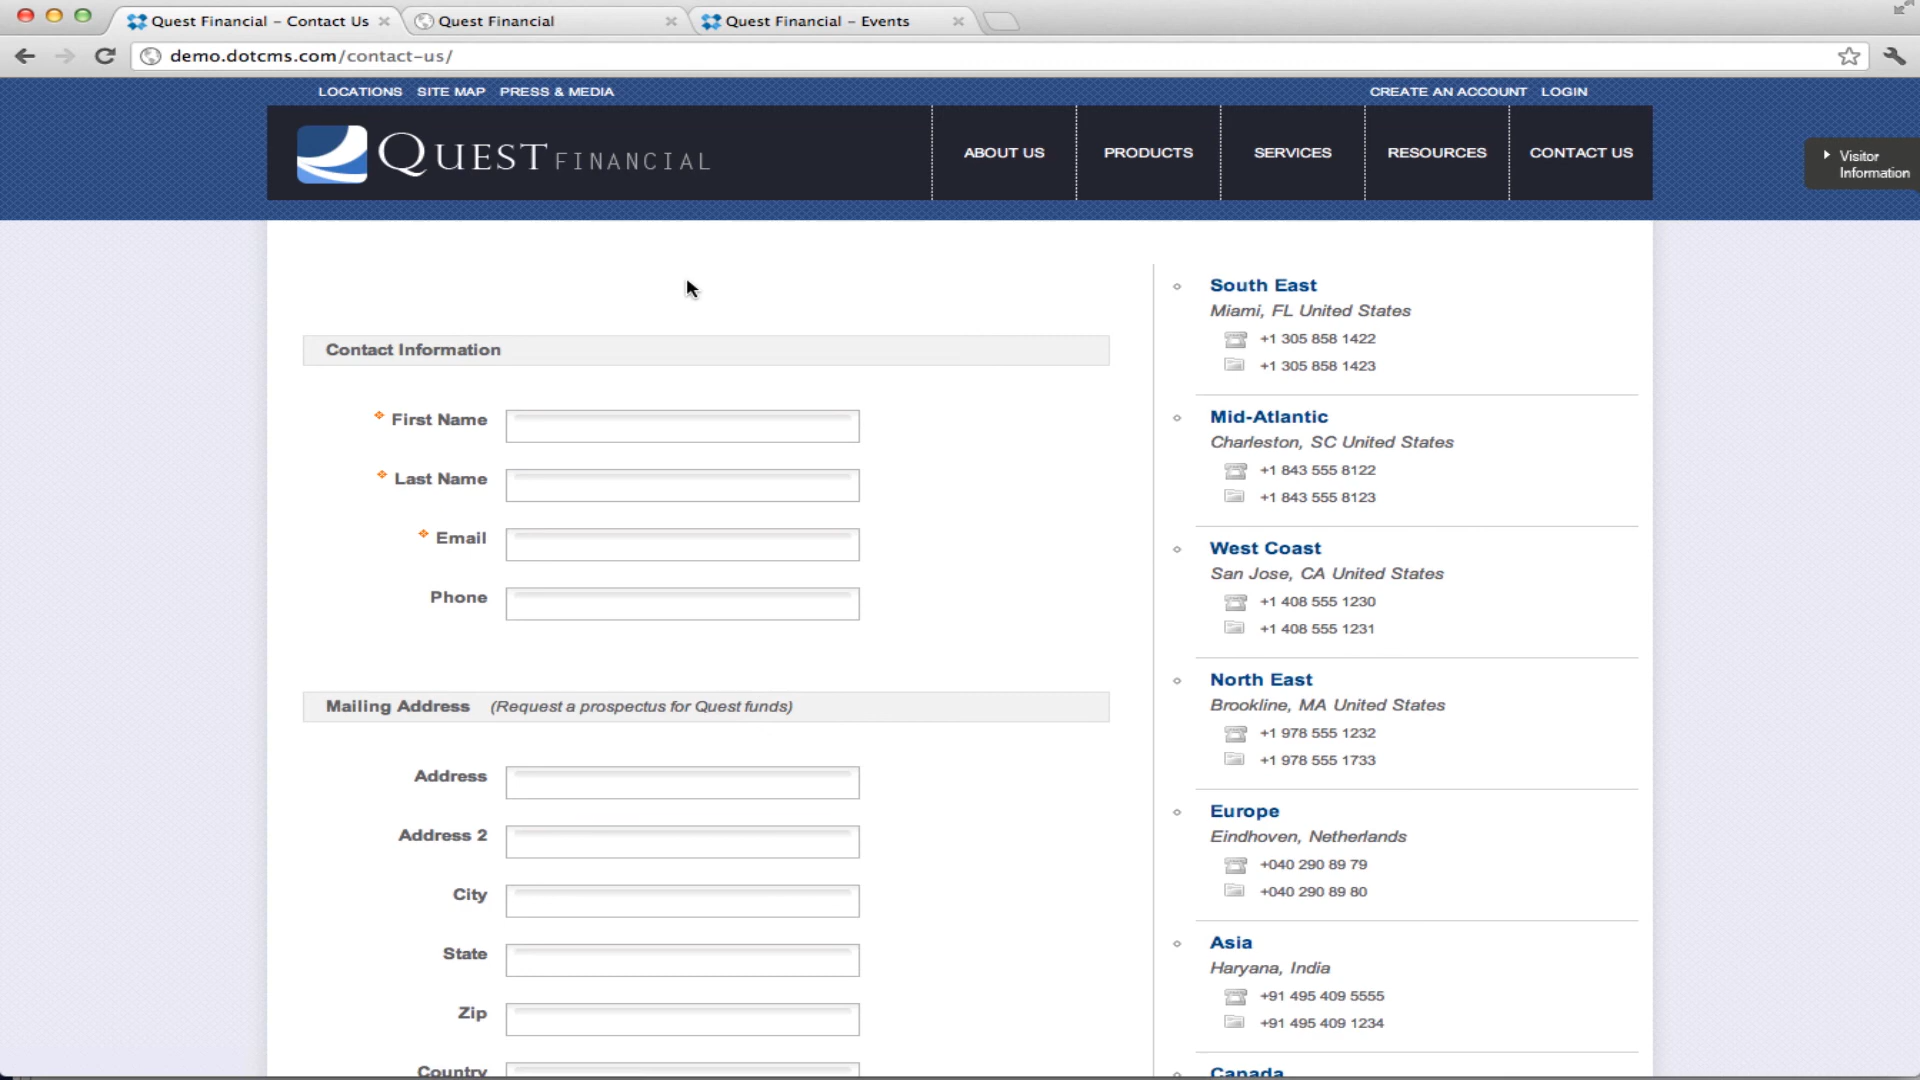 Quest Financial – Contact Us
Quest Financial
Quest Financial – Events
demo.dotcms.com/contact-us/
LOCATIONS SITE MAP PRESS & MEDIA
CREATE AN ACCOUNT LOGIN
QUEST FINANCIAL
ABOUT US
PRODUCTS
SERVICES
RESOURCES
CONTACT US
Visitor
Information
Contact Information
First Name
Last Name
Email
Phone
Mailing Address (Request a prospectus for Quest funds)
Address
Address 2
City
State
Zip
Country
South East
Miami, FL United States
+1 305 858 1422
+1 305 858 1423
Mid-Atlantic
Charleston, SC United States
+1 843 555 8122
+1 843 555 8123
West Coast
San Jose, CA United States
+1 408 555 1230
+1 408 555 1231
North East
Brookline, MA United States
+1 978 555 1232
+1 978 555 1733
Europe
Eindhoven, Netherlands
+040 290 89 79
+040 290 89 80
Asia
Haryana, India
+91 495 409 5555
+91 495 409 1234
Canada